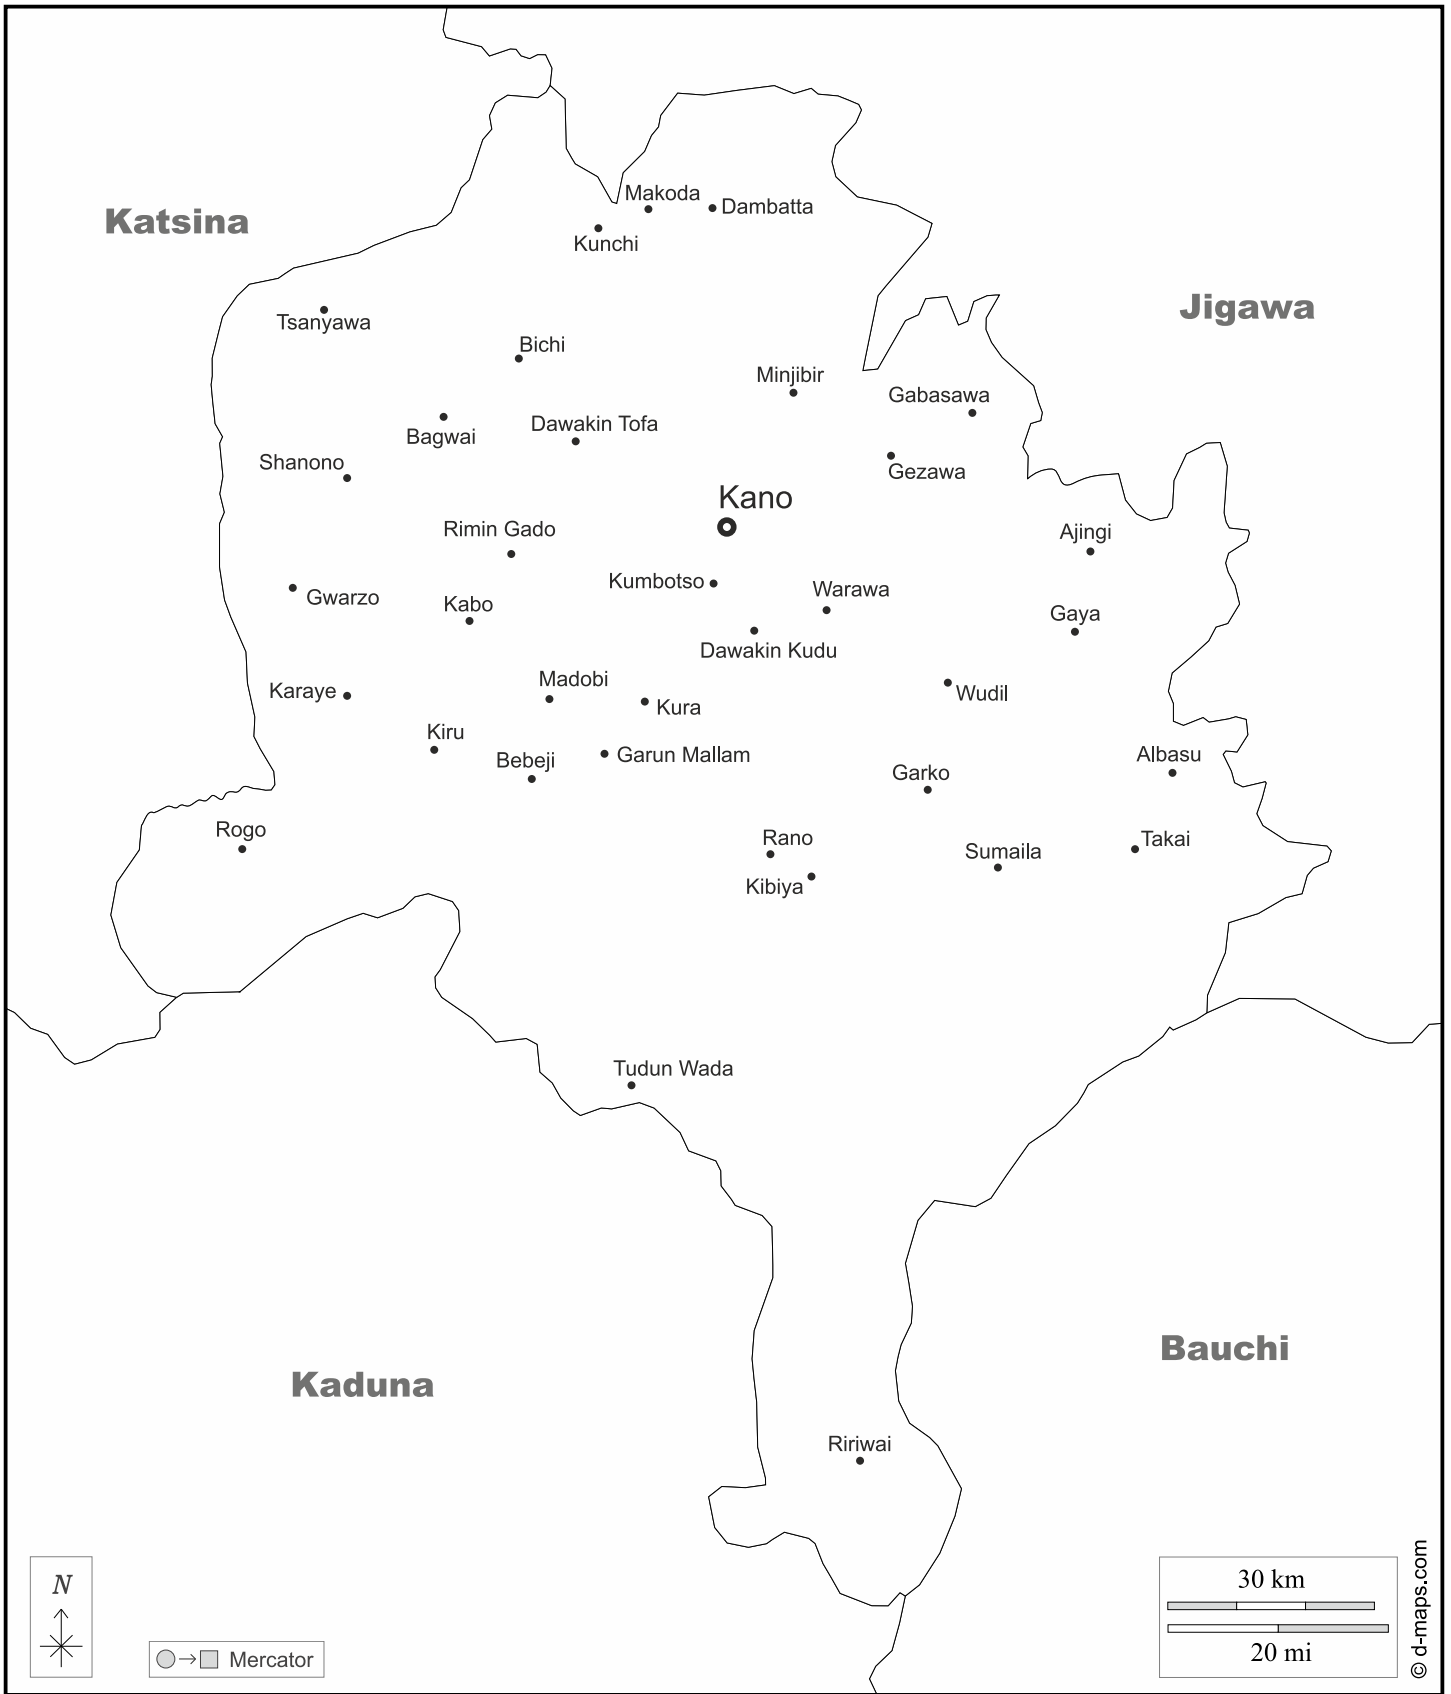 Makoda
Dambatta
Katsina
Kunchi
Jigawa
Tsanyawa
Bichi
Minjibir
Gabasawa
Dawakin Tofa
Bagwai
Shanono
Gezawa
Kano
Rimin Gado
Ajingi
Kumbotso
Warawa
Gwarzo
Kabo
Gaya
Dawakin Kudu
Madobi
Karaye
Wudil
Kura
Kiru
Garun Mallam
Albasu
Bebeji
Garko
Rogo
Rano
Takai
Sumaila
Kibiya
Tudun Wada
Bauchi
Kaduna
Ririwai
N
Mercator
30 km
20 mi
© d-maps.com